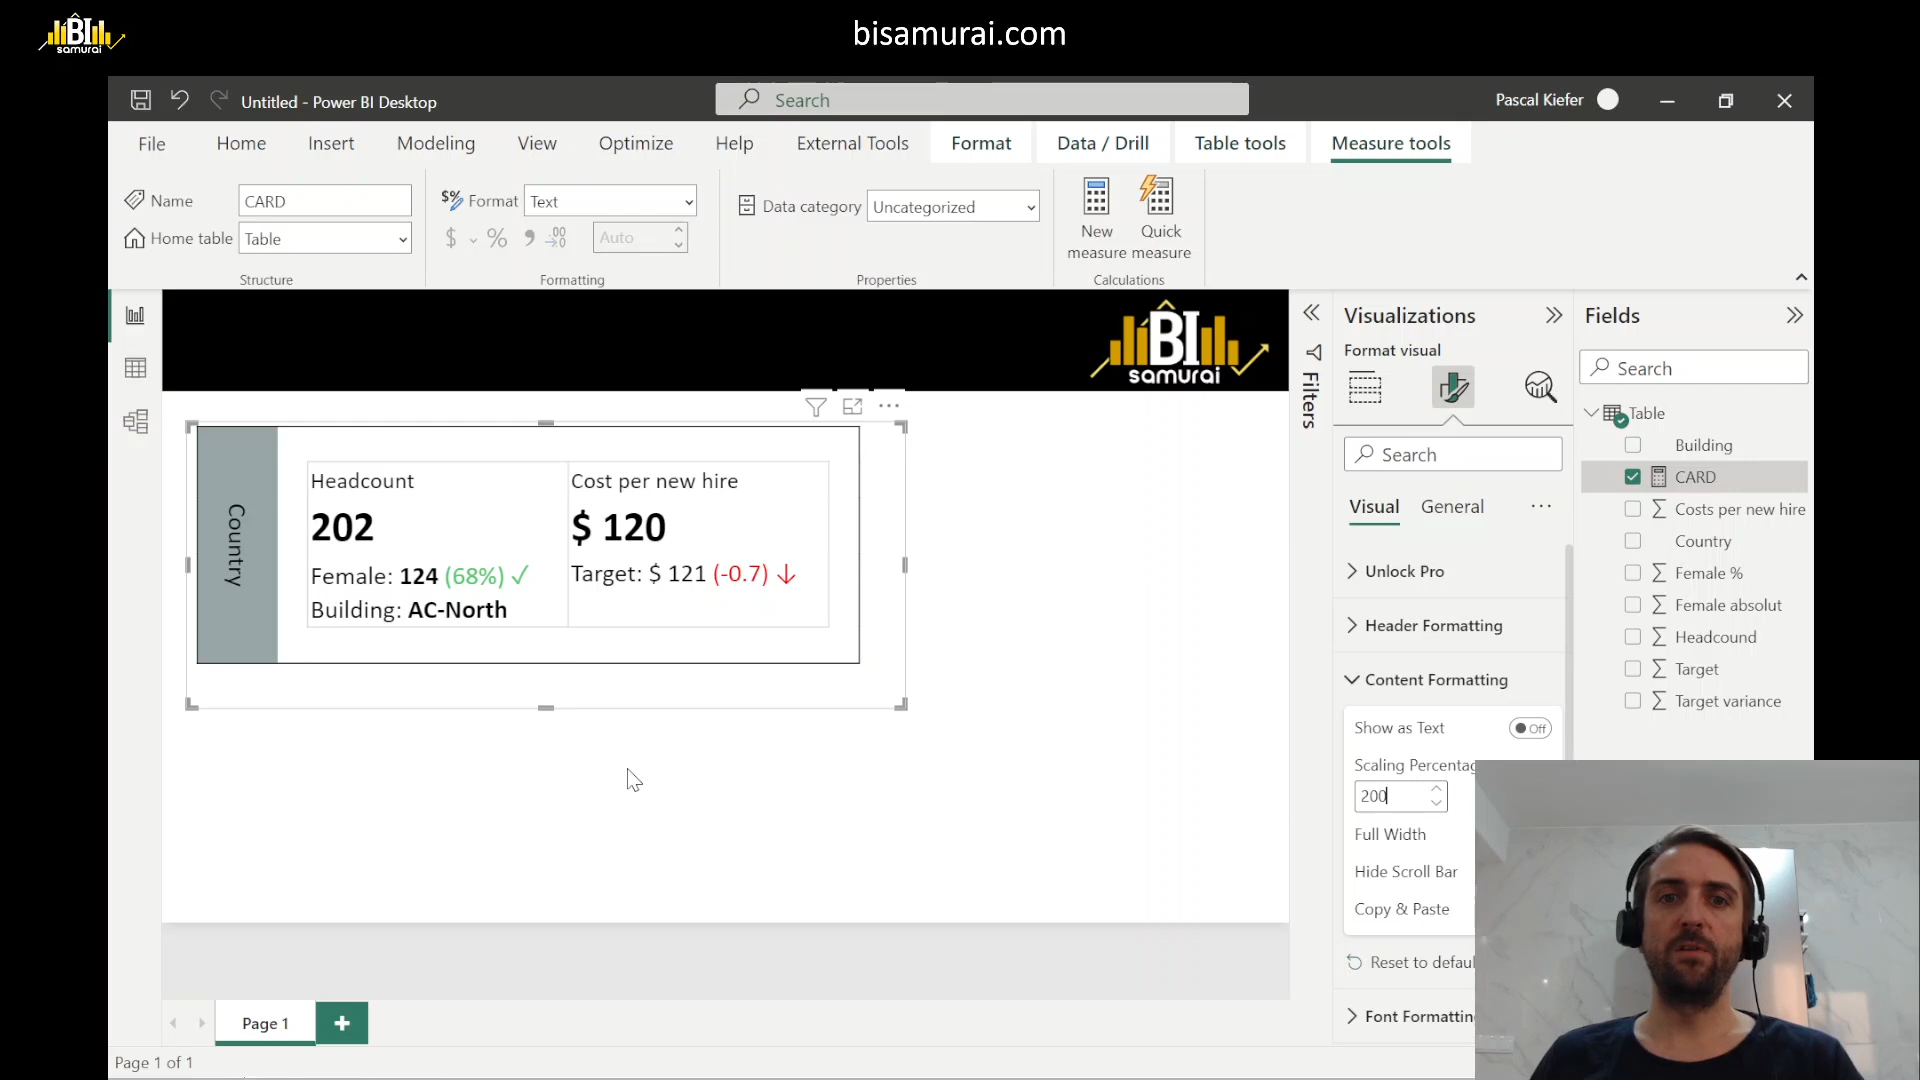 BI
samurai
bisamurai.com
Untitled - Power BI Desktop
Search
Pascal Kiefer
File
Home
Insert
Modeling
View
Optimize
Help
External Tools
Format
Data / Drill
Table tools
Measure tools
Name
CARD
Home table
Table
Structure
$% Format
Text
$ % 9 .00 →.0
Auto
Formatting
Data category
Uncategorized
Properties
New
measure
Quick
measure
Calculations
BI
samurai
Country
Headcount
202
Female: 124 (68%) ✓
Building: AC-North
Cost per new hire
$ 120
Target: $ 121 (-0.7) ↓
Filters
Visualizations
Format visual
Search
Visual
General
...
Unlock Pro
Header Formatting
Content Formatting
Show as Text
Off
Scaling Percentag
200
Full Width
Hide Scroll Bar
Copy & Paste
Reset to defaul
Font Formattin
Fields
Search
Table
Building
CARD
Costs per new hire
Country
Female %
Female absolut
Headcound
Target
Target variance
Page 1
+
Page 1 of 1